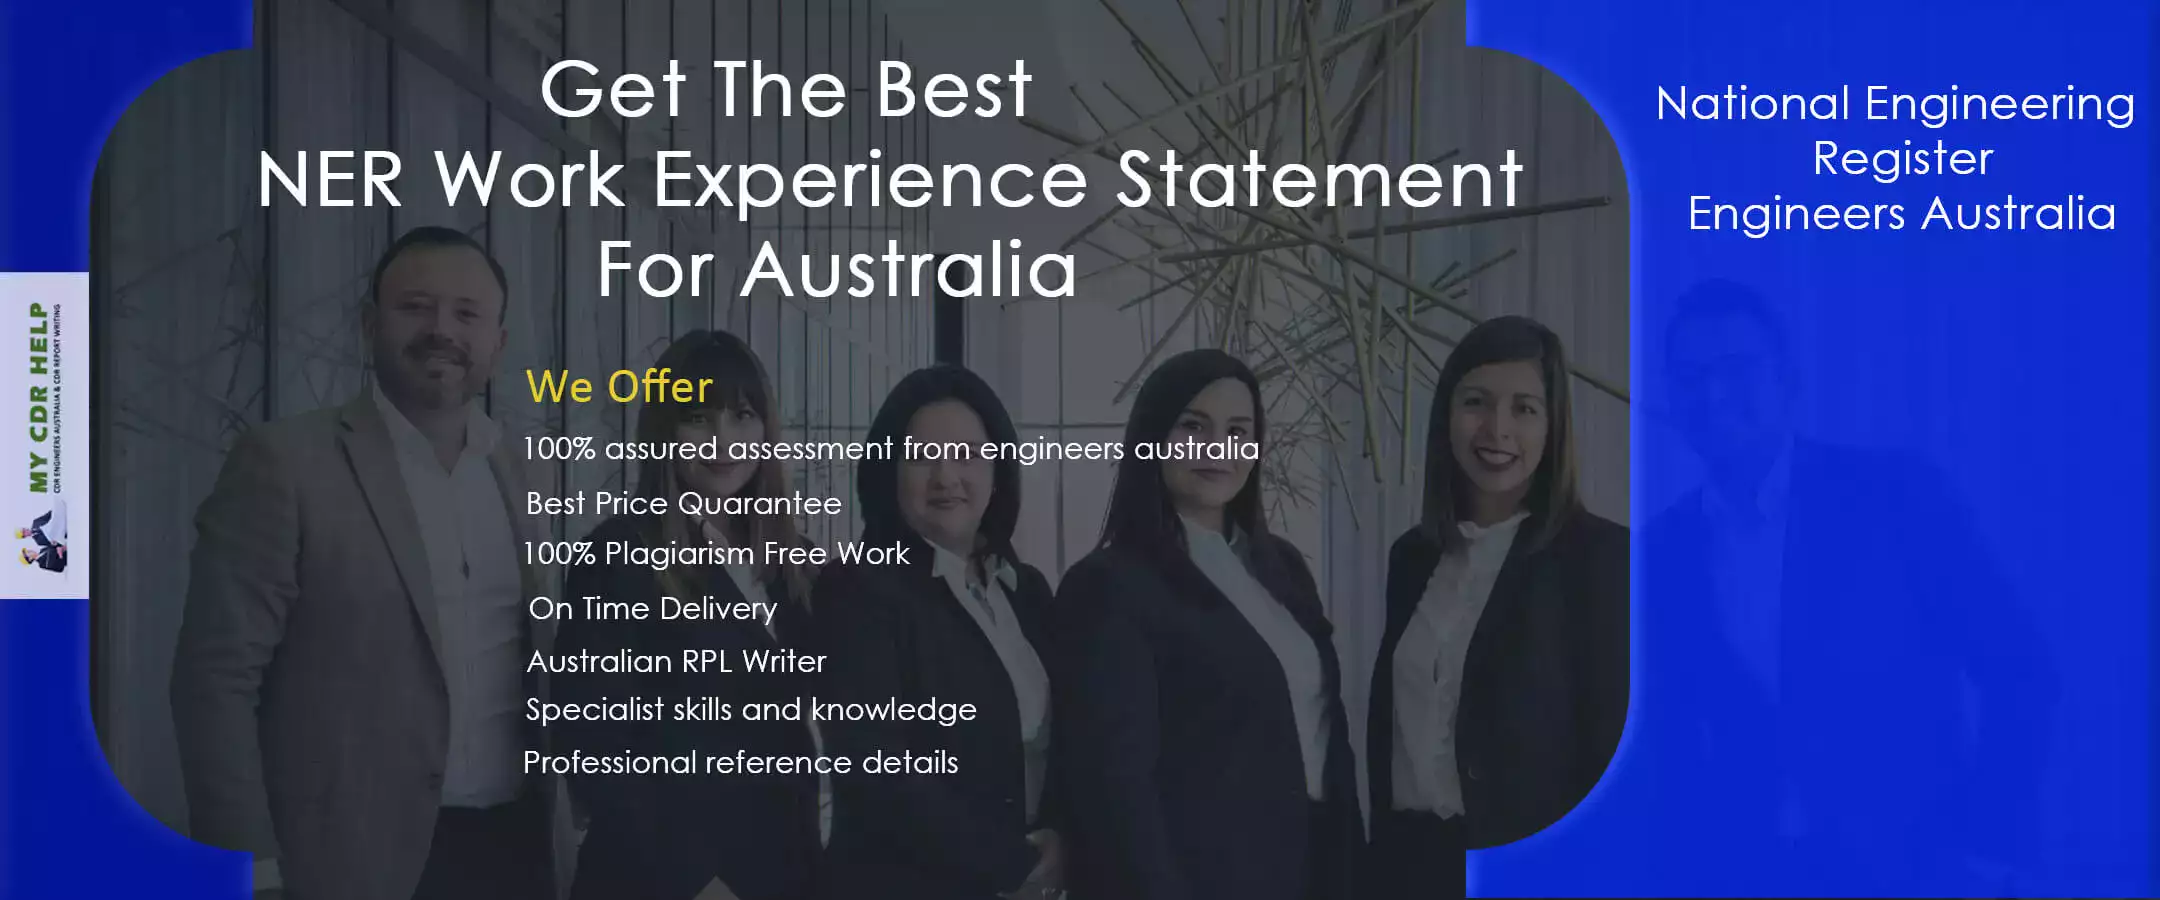 Get The Best
NER Work Experience Statement
For Australia
National Engineering
Register
Engineers Australia
MY CDR HELP
CDR ENGINEERS AUSTRALIA & CDR REPORT WRITING
We Offer
100% assured assessment from engineers australia
Best Price Quarantee
100% Plagiarism Free Work
On Time Delivery
Australian RPL Writer
Specialist skills and knowledge
Professional reference details